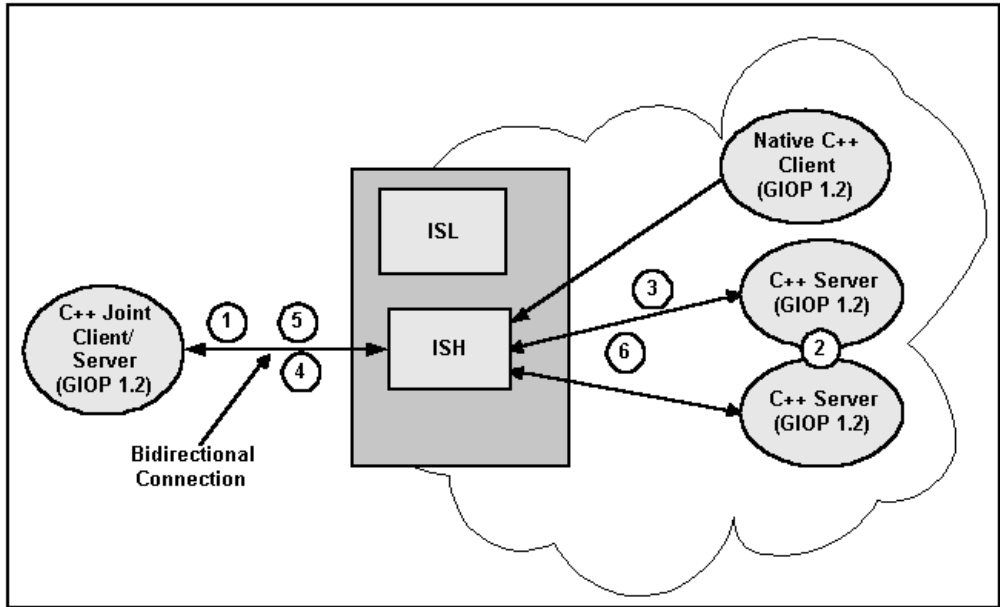 Native C++
Client
(GIOP 1.2)
ISL
C++ Server
(GIOP 1.2)
3
C++ Joint
Client/
Server
(GIOP 1.2)
1
5
4
ISH
6
2
C++ Server
(GIOP 1.2)
Bidirectional
Connection